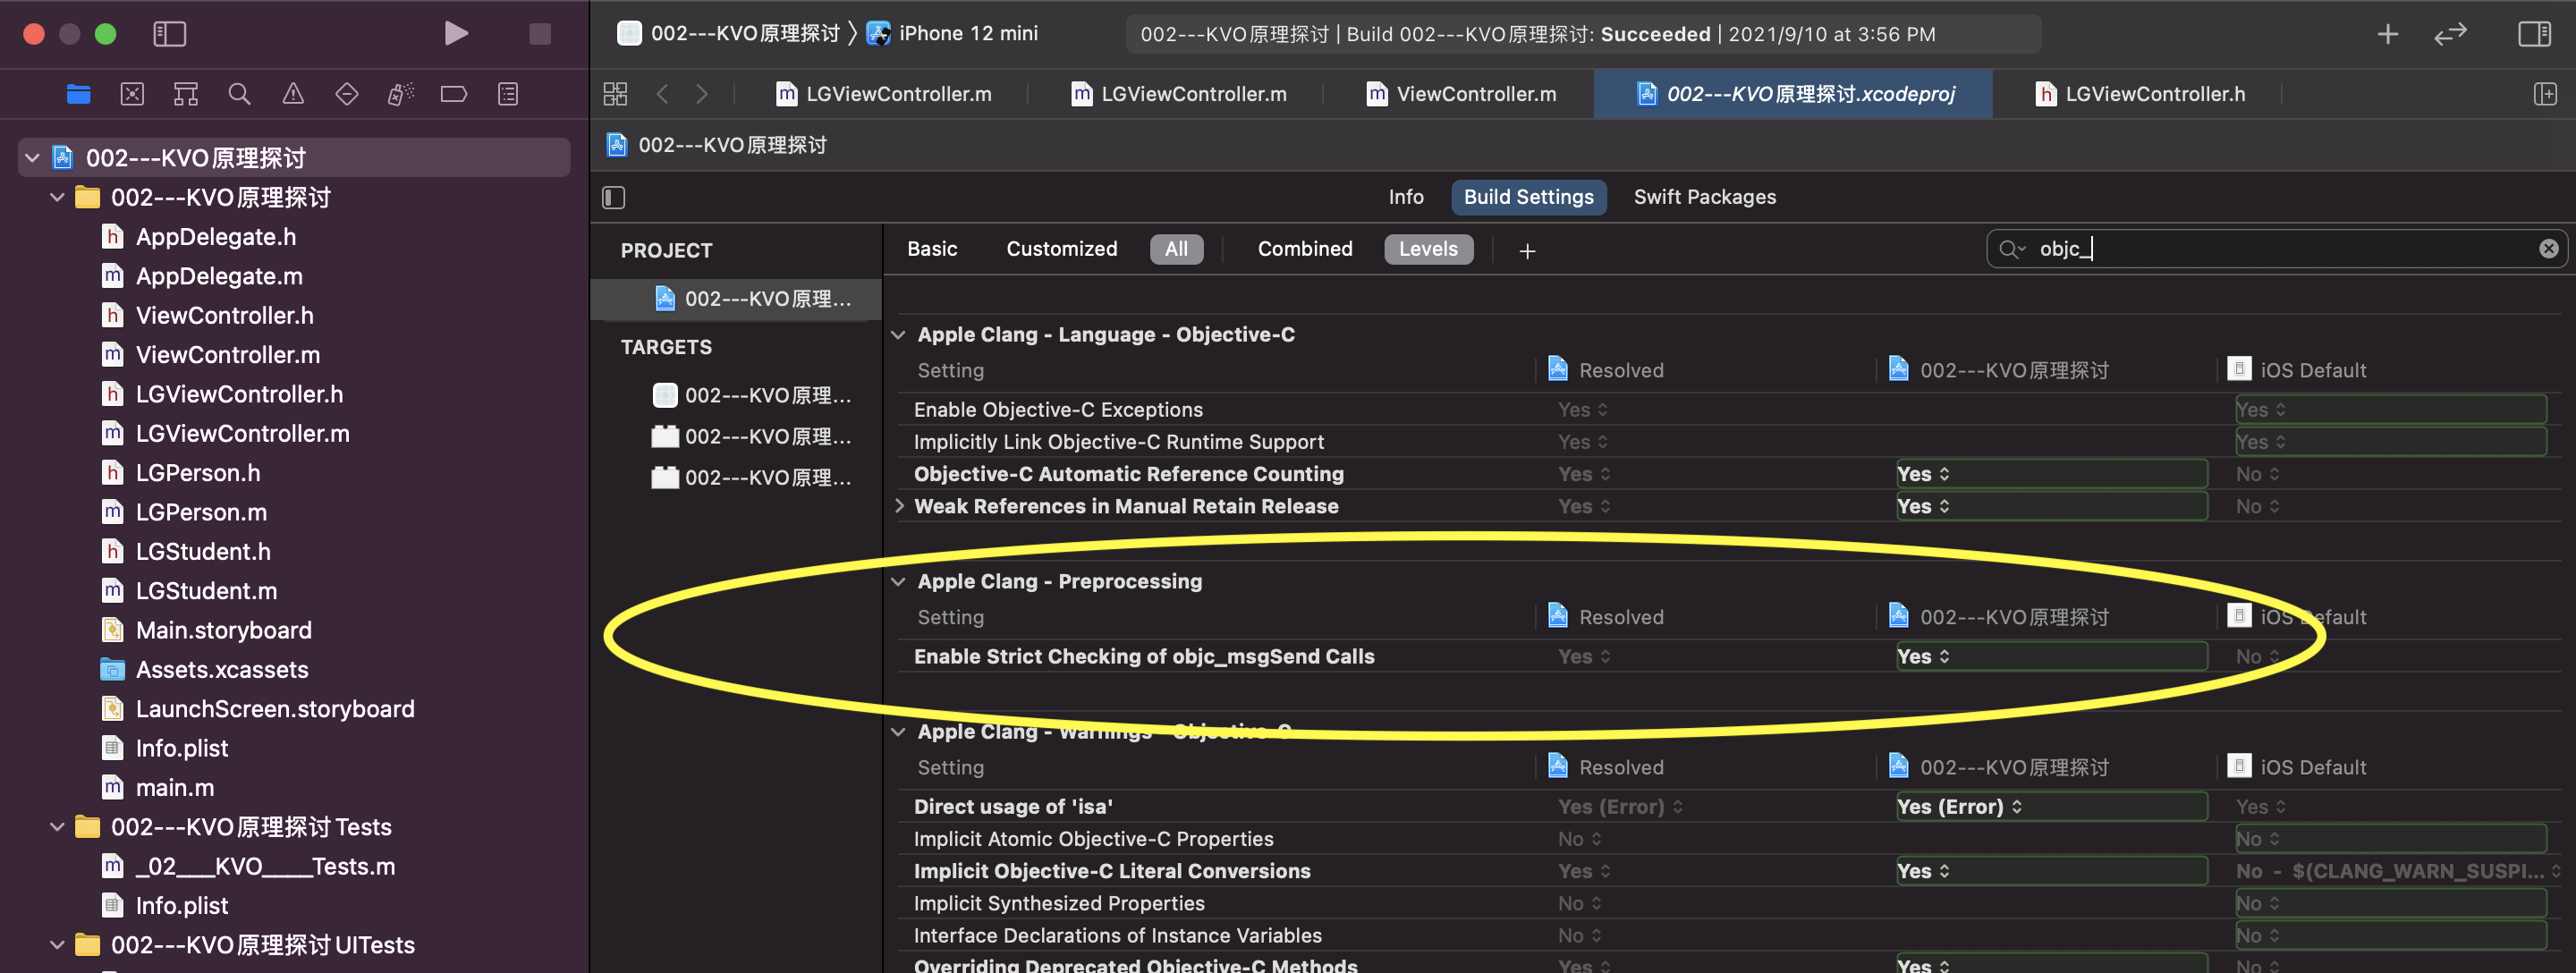 002---KVO原理探讨 〉 iPhone 12 mini
002---KVO原理探讨 | Build 002---KVO原理探讨: Succeeded | 2021/9/10 at 3:56 PM
LGViewController.m
LGViewController.m
ViewController.m
002---KVO原理探讨.xcodeproj
LGViewController.h
002---KVO原理探讨
002---KVO原理探讨
002---KVO原理探讨
AppDelegate.h
AppDelegate.m
ViewController.h
ViewController.m
LGViewController.h
LGViewController.m
LGPerson.h
LGPerson.m
LGStudent.h
LGStudent.m
Main.storyboard
Assets.xcassets
LaunchScreen.storyboard
Info.plist
main.m
002---KVO原理探讨Tests
_02___KVO____Tests.m
Info.plist
002---KVO原理探讨UITests
Info Build Settings Swift Packages
PROJECT
002---KVO原理...
TARGETS
002---KVO原理...
002---KVO原理...
002---KVO原理...
Basic Customized All Combined Levels + objc_
Apple Clang - Language - Objective-C
Setting Resolved 002---KVO原理探讨 iOS Default
Enable Objective-C Exceptions Yes Yes
Implicitly Link Objective-C Runtime Support Yes Yes
Objective-C Automatic Reference Counting Yes Yes No
Weak References in Manual Retain Release Yes Yes No
Apple Clang - Preprocessing
Setting Resolved 002---KVO原理探讨 iOS Default
Enable Strict Checking of objc_msgSend Calls Yes Yes No
Apple Clang - Warnings - Objective-C
Setting Resolved 002---KVO原理探讨 iOS Default
Direct usage of 'isa' Yes (Error) Yes (Error) Yes
Implicit Atomic Objective-C Properties No No
Implicit Objective-C Literal Conversions Yes Yes No - $(CLANG_WARN_SUSPI...
Implicit Synthesized Properties No No
Interface Declarations of Instance Variables No No
Overriding Deprecated Objective-C Methods Yes Yes No